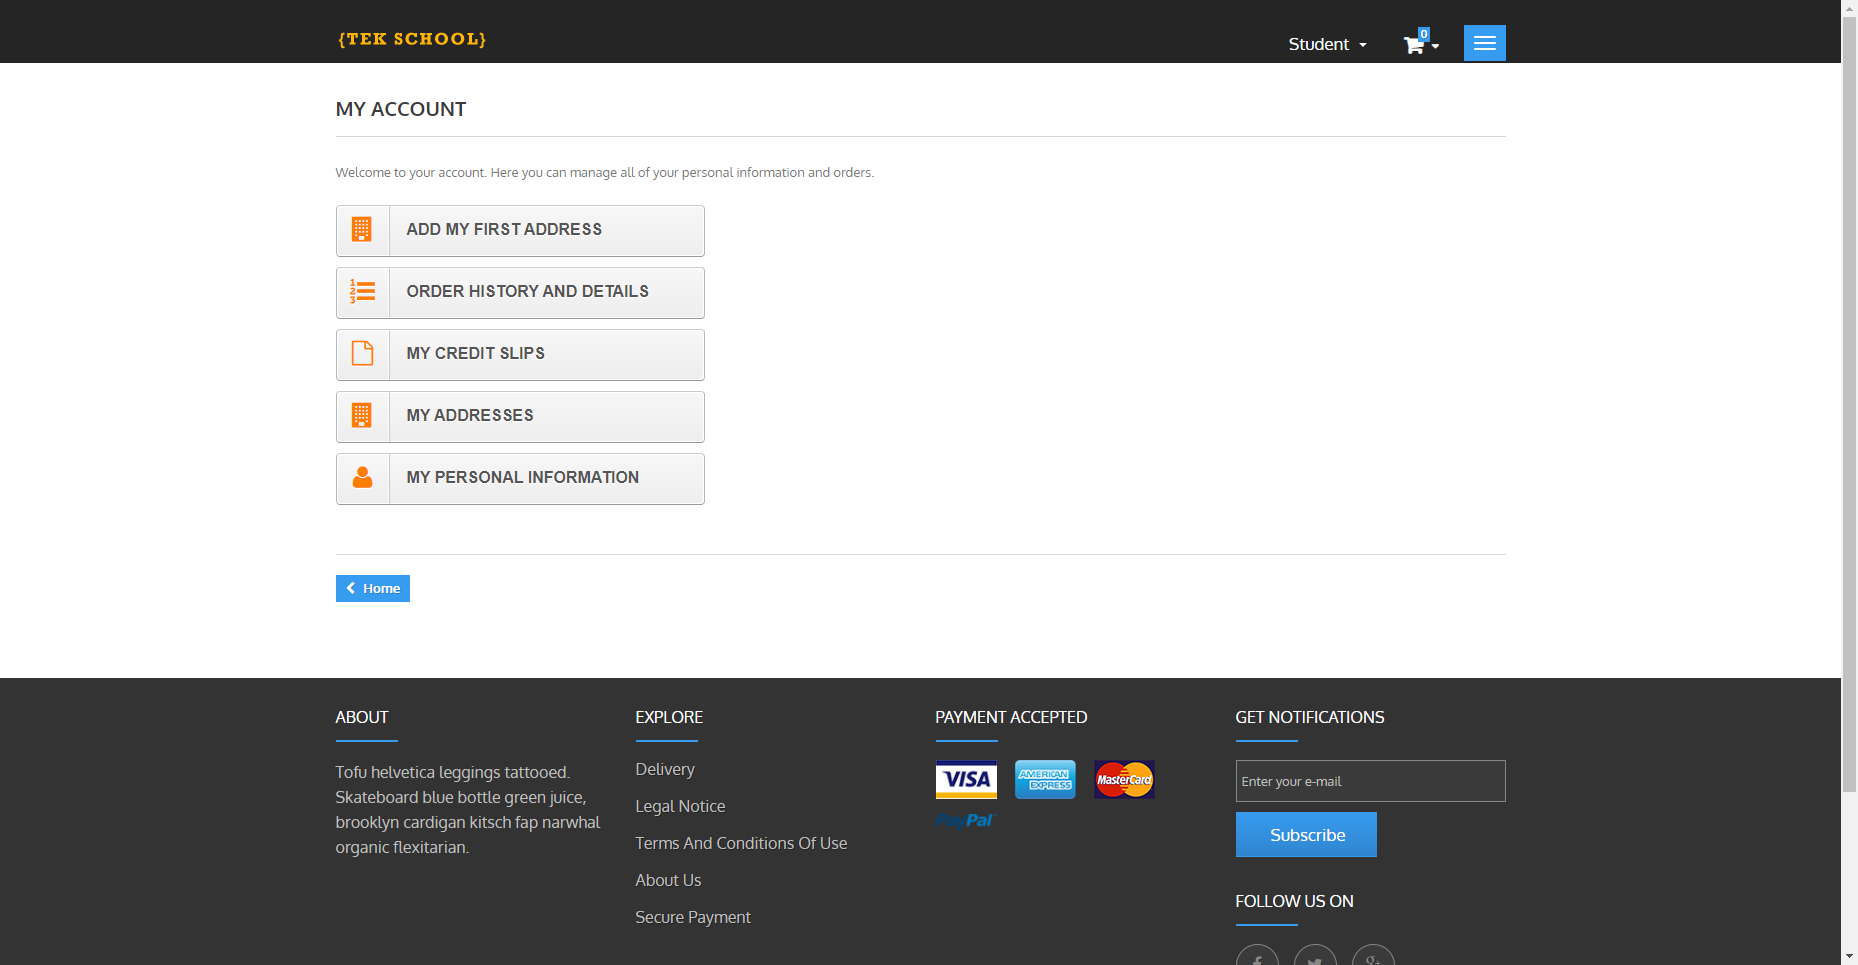 {TEK SCHOOL}
Student
0
MY ACCOUNT
Welcome to your account. Here you can manage all of your personal information and orders.
ADD MY FIRST ADDRESS
1
2
3
ORDER HISTORY AND DETAILS
MY CREDIT SLIPS
MY ADDRESSES
MY PERSONAL INFORMATION
Home
ABOUT
Tofu helvetica leggings tattooed.
Skateboard blue bottle green juice,
brooklyn cardigan kitsch fap narwhal
organic flexitarian.
EXPLORE
Delivery
Legal Notice
Terms And Conditions Of Use
About Us
Secure Payment
PAYMENT ACCEPTED
VISA
AMERICAN EXPRESS
MasterCard
PayPal
GET NOTIFICATIONS
Enter your e-mail
Subscribe
FOLLOW US ON